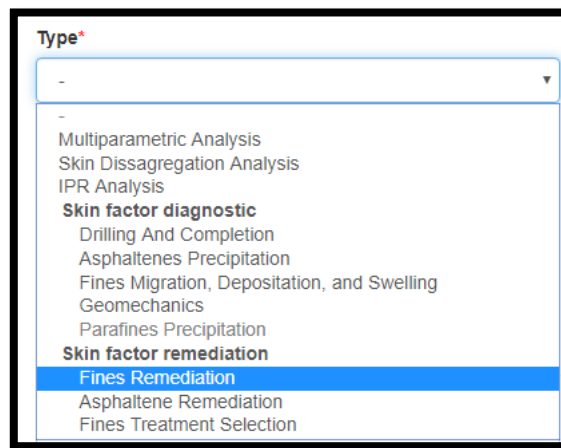 Type*
-
-
Multiparametric Analysis
Skin Dissagregation Analysis
IPR Analysis
Skin factor diagnostic
Drilling And Completion
Asphaltenes Precipitation
Fines Migration, Depositation, and Swelling
Geomechanics
Parafines Precipitation
Skin factor remediation
Fines Remediation
Asphaltene Remediation
Fines Treatment Selection